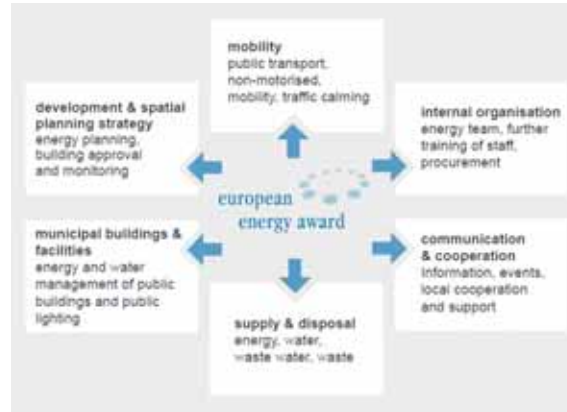 mobility
public transport,
non-motorised,
mobility, traffic calming
development & spatial
planning strategy
energy planning,
building approval
and monitoring
internal organisation
energy team, further
training of staff,
procurement
european
energy award
municipal buildings &
facilities
energy and water
management of public
buildings and public
lighting
communication
& cooperation
Information, events,
local cooperation
and support
supply & disposal
energy, water,
waste water, waste